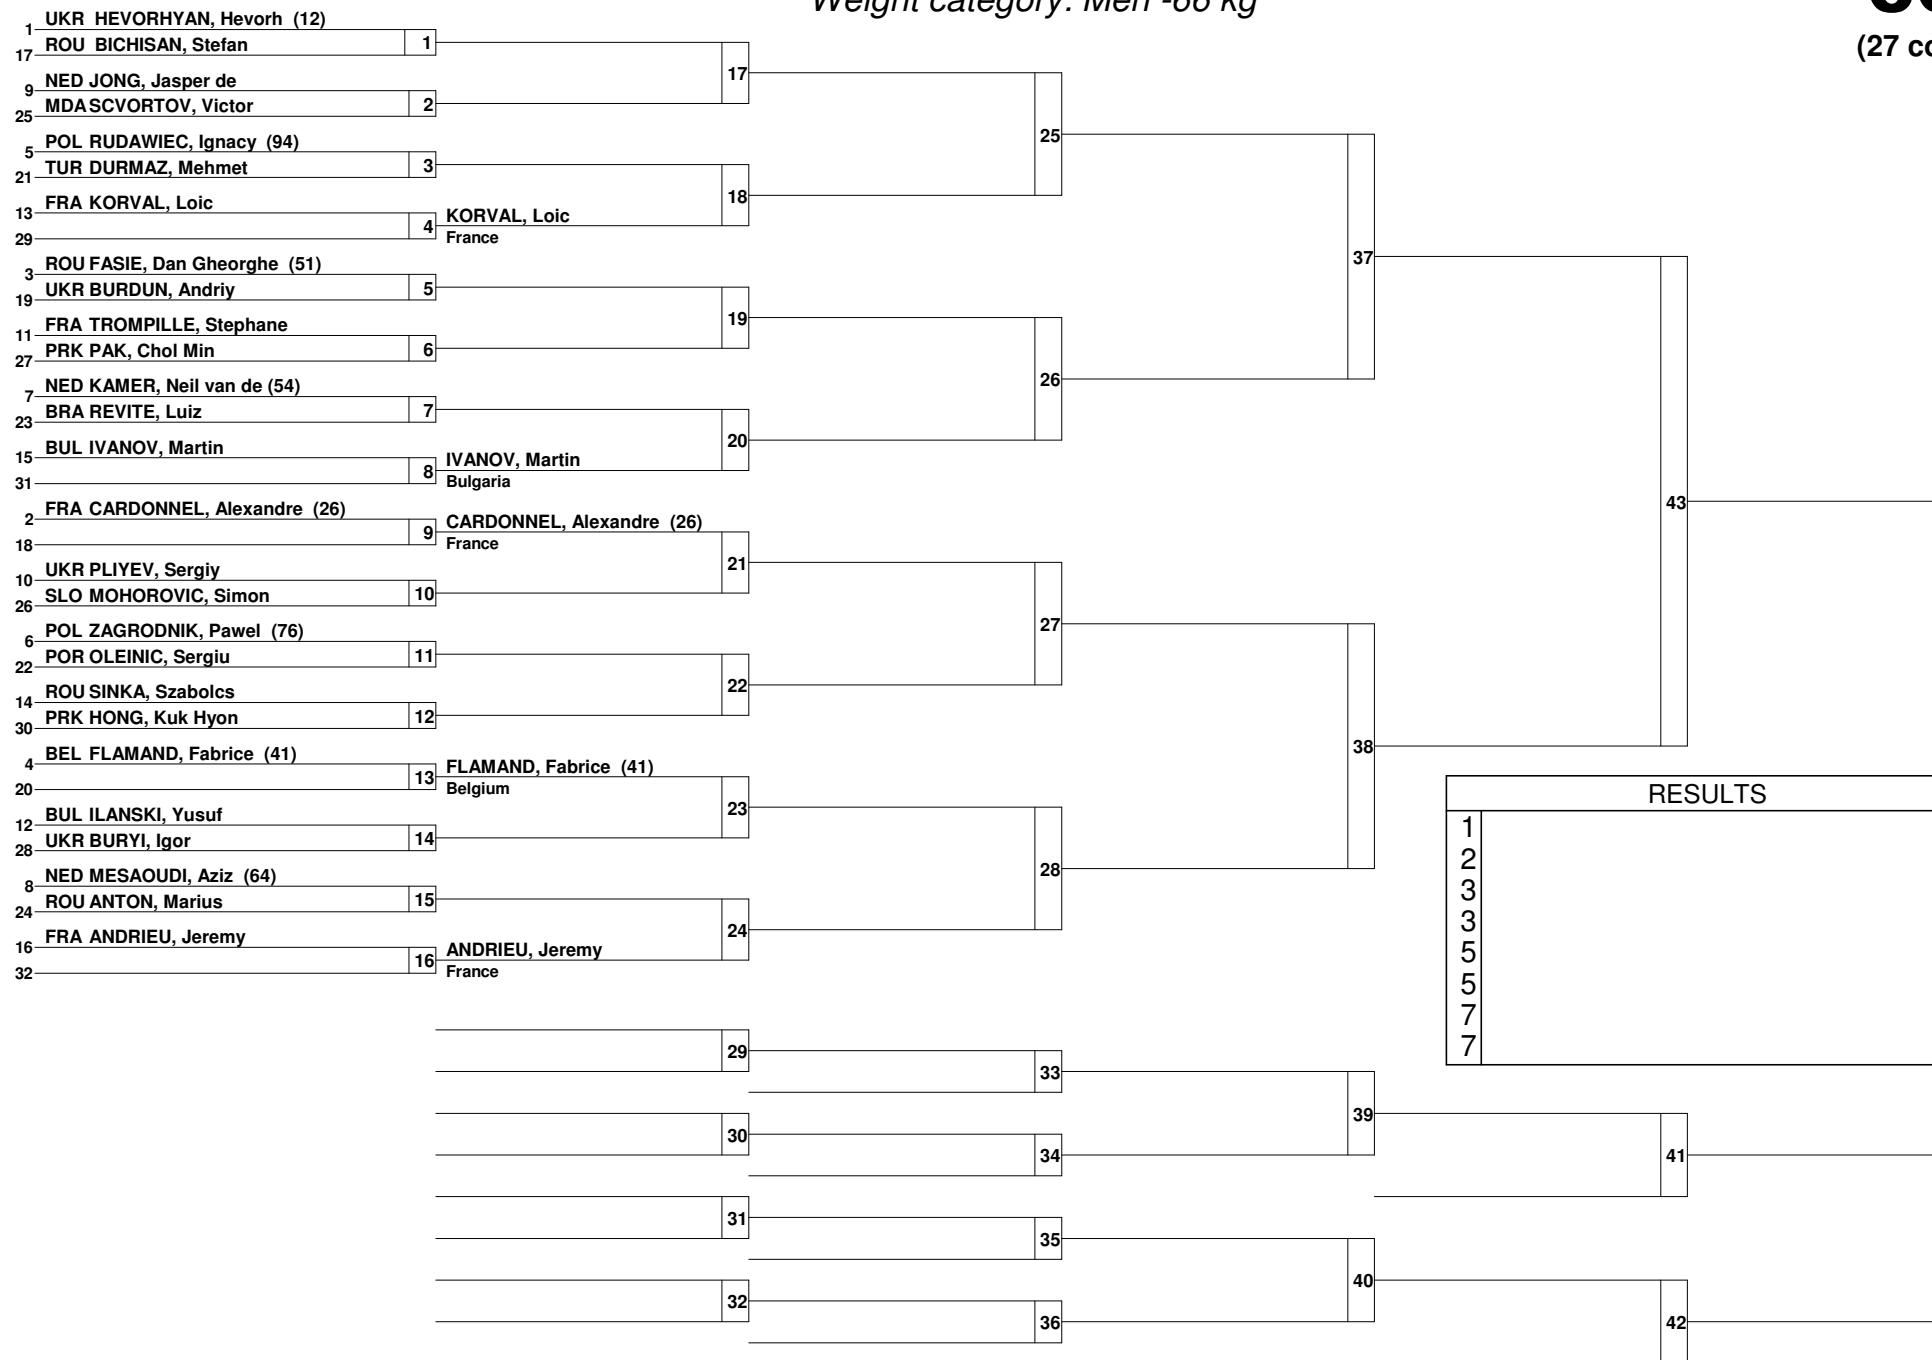 Weight category: Men -66 kg
(27 co
1 UKR HEVORHYAN, Hevorh (12)
17 ROU BICHISAN, Stefan
1
9 NED JONG, Jasper de
25 MDA SCVORTOV, Victor
2
17
5 POL RUDAWIEC, Ignacy (94)
21 TUR DURMAZ, Mehmet
3
13 FRA KORVAL, Loic
29
4
KORVAL, Loic
France
18
25
3 ROU FASIE, Dan Gheorghe (51)
19 UKR BURDUN, Andriy
5
11 FRA TROMPILLE, Stephane
27 PRK PAK, Chol Min
6
19
7 NED KAMER, Neil van de (54)
23 BRA REVITE, Luiz
7
15 BUL IVANOV, Martin
31
8
IVANOV, Martin
Bulgaria
20
26
37
2 FRA CARDONNEL, Alexandre (26)
18
9
CARDONNEL, Alexandre (26)
France
10 UKR PLIYEV, Sergiy
26 SLO MOHOROVIC, Simon
10
21
6 POL ZAGRODNIK, Pawel (76)
22 POR OLEINIC, Sergiu
11
14 ROU SINKA, Szabolcs
30 PRK HONG, Kuk Hyon
12
22
27
4 BEL FLAMAND, Fabrice (41)
20
13
FLAMAND, Fabrice (41)
Belgium
12 BUL ILANSKI, Yusuf
28 UKR BURYI, Igor
14
23
8 NED MESAOUDI, Aziz (64)
24 ROU ANTON, Marius
15
16 FRA ANDRIEU, Jeremy
32
16
ANDRIEU, Jeremy
France
24
28
38
43
RESULTS
1
2
3
3
5
5
7
7
29
33
30
34
39
41
31
35
32
36
40
42